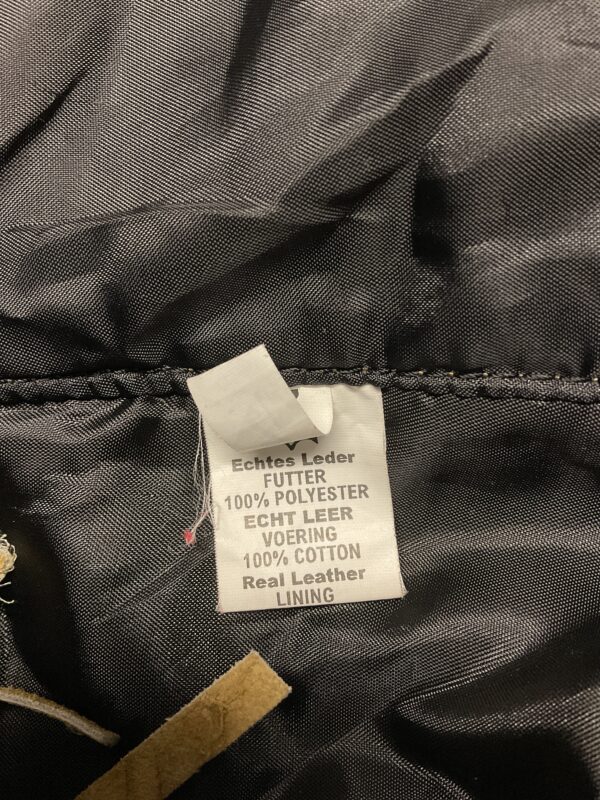 Echtes Leder
FUTTER
100% POLYESTER
ECHT LEER
VOERING
100% COTTON
Real Leather
LINING